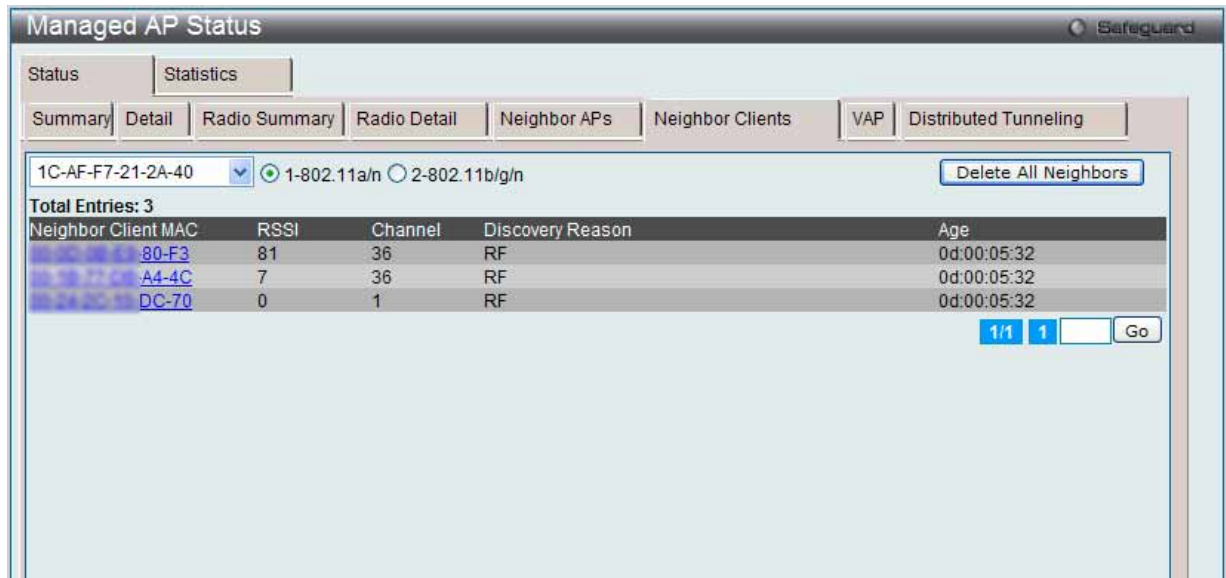 Managed AP Status
Safeguard
Status Statistics
Summary Detail Radio Summary Radio Detail Neighbor APs Neighbor Clients VAP Distributed Tunneling
1C-AF-F7-21-2A-40 1-802.11a/n 2-802.11b/g/n Delete All Neighbors
Total Entries: 3
Neighbor Client MAC RSSI Channel Discovery Reason Age
-80-F3 81 36 RF 0d:00:05:32
-A4-4C 7 36 RF 0d:00:05:32
DC-70 0 1 RF 0d:00:05:32
1/1 1 Go